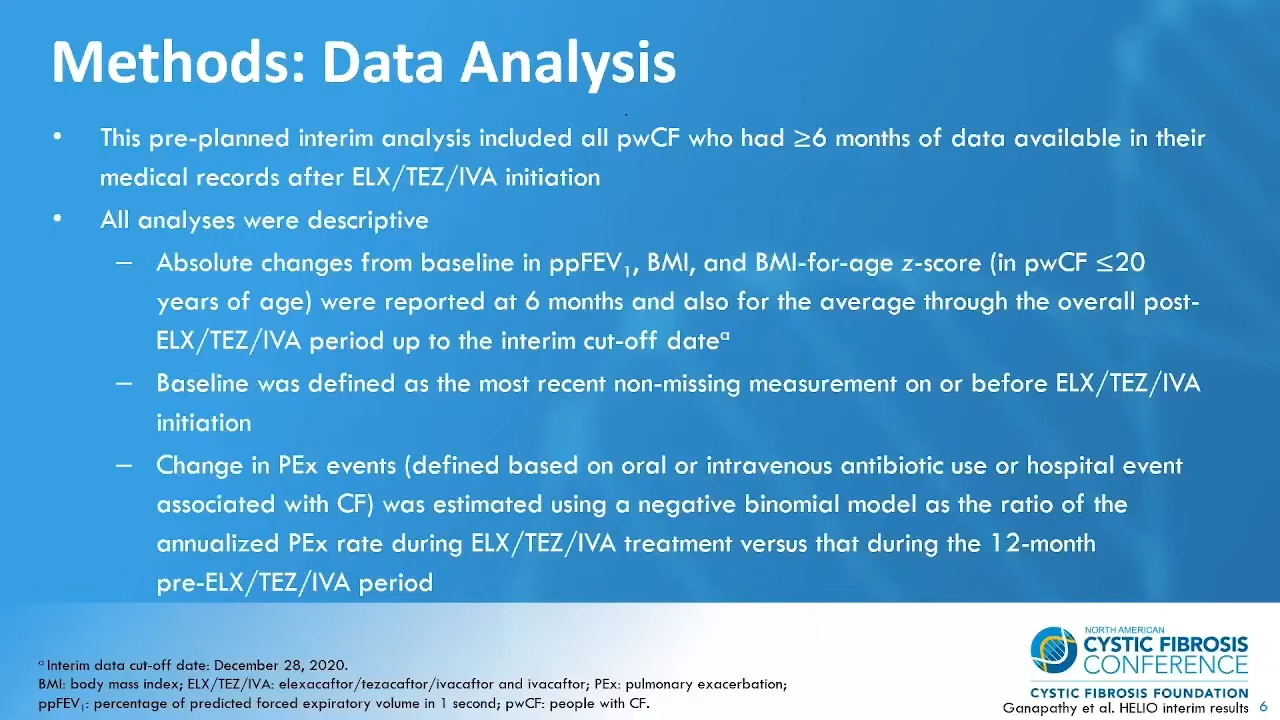 Methods: Data Analysis
• This pre-planned interim analysis included all pwCF who had ≥6 months of data available in their
medical records after ELX/TEZ/IVA initiation
• All analyses were descriptive
– Absolute changes from baseline in ppFEV₁, BMI, and BMI-for-age z-score (in pwCF ≤20
years of age) were reported at 6 months and also for the average through the overall post-
ELX/TEZ/IVA period up to the interim cut-off dateᵃ
– Baseline was defined as the most recent non-missing measurement on or before ELX/TEZ/IVA
initiation
– Change in PEx events (defined based on oral or intravenous antibiotic use or hospital event
associated with CF) was estimated using a negative binomial model as the ratio of the
annualized PEx rate during ELX/TEZ/IVA treatment versus that during the 12-month
pre-ELX/TEZ/IVA period
ᵃ Interim data cut-off date: December 28, 2020.
BMI: body mass index; ELX/TEZ/IVA: elexacaftor/tezacaftor/ivacaftor and ivacaftor; PEx: pulmonary exacerbation;
ppFEV₁: percentage of predicted forced expiratory volume in 1 second; pwCF: people with CF.
NORTH AMERICAN
CYSTIC FIBROSIS
CONFERENCE
CYSTIC FIBROSIS FOUNDATION
Ganapathy et al. HELIO interim results 6